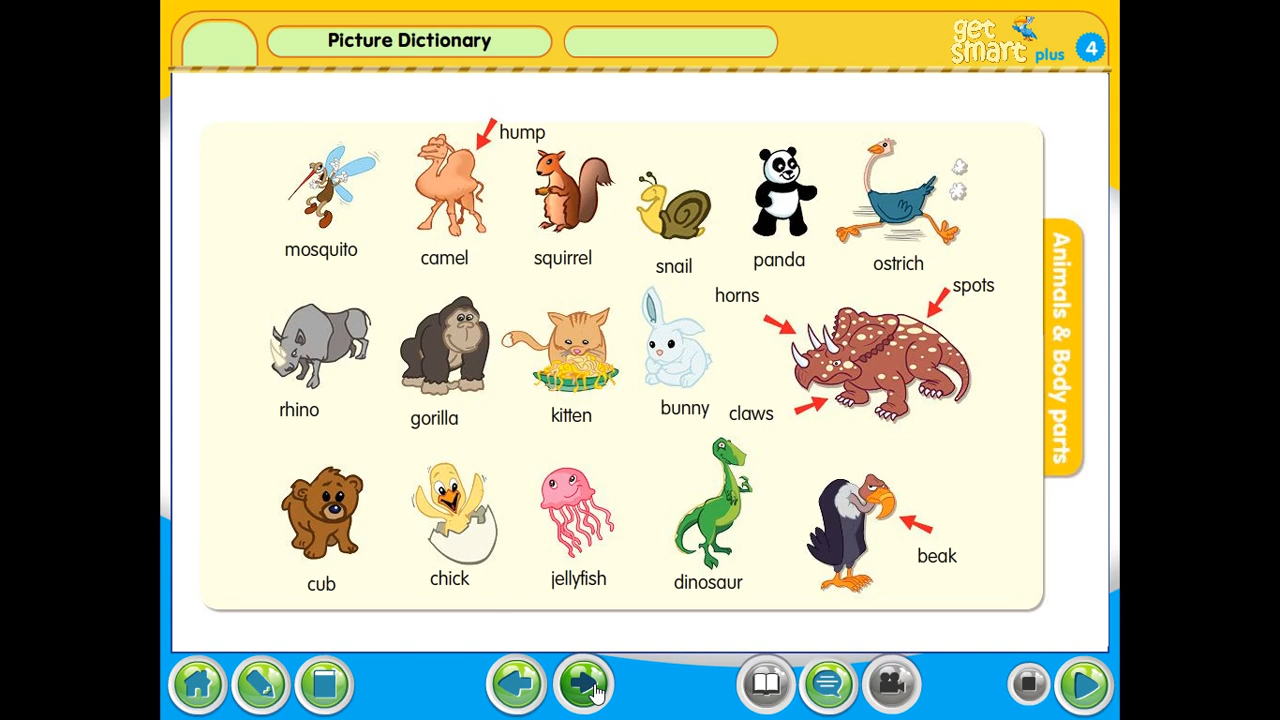 Picture Dictionary
get
smart
plus
4
hump
mosquito
camel
squirrel
snail
panda
ostrich
horns
spots
rhino
gorilla
kitten
bunny
claws
cub
chick
jellyfish
dinosaur
beak
Animals & Body parts